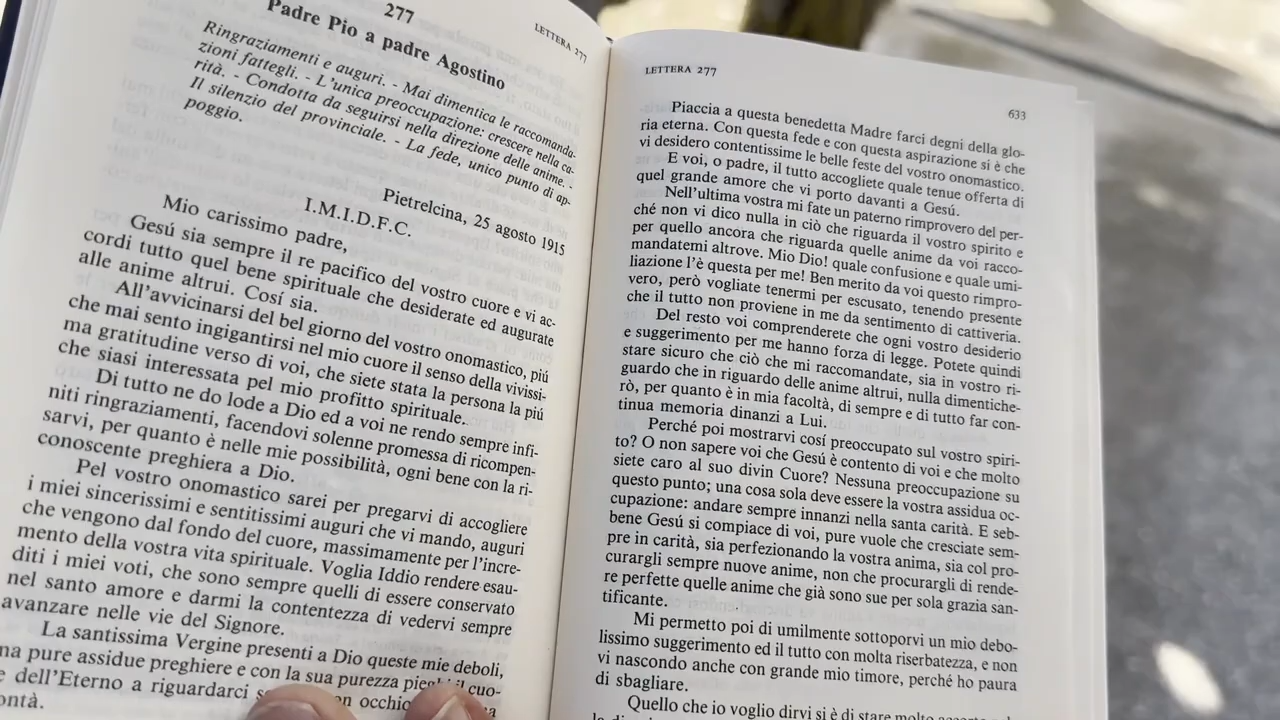 LETTERA 277
277
Padre Pio a padre Agostino
Ringraziamenti e auguri. - Mai dimentica le raccomanda-
zioni fattegli. - L'unica preoccupazione: crescere nella ca-
rità. - Condotta da seguirsi nella direzione delle anime. -
Il silenzio del provinciale. - La fede, unico punto di ap-
poggio.
Pietrelcina, 25 agosto 1915
I.M.I.D.F.C.
Mio carissimo padre,
Gesú sia sempre il re pacifico del vostro cuore e vi ac-
cordi tutto quel bene spirituale che desiderate ed augurate
alle anime altrui. Cosí sia.
All'avvicinarsi del bel giorno del vostro onomastico, piú
che mai sento ingigantirsi nel mio cuore il senso della vivissi-
ma gratitudine verso di voi, che siete stata la persona la piú
che siasi interessata pel mio profitto spirituale.
Di tutto ne do lode a Dio ed a voi ne rendo sempre infi-
niti ringraziamenti, facendovi solenne promessa di ricompen-
sarvi, per quanto è nelle mie possibilità, ogni bene con la ri-
conoscente preghiera a Dio.
Pel vostro onomastico sarei per pregarvi di accogliere
i miei sincerissimi e sentitissimi auguri che vi mando, auguri
che vengono dal fondo del cuore, massimamente per l'incre-
mento della vostra vita spirituale. Voglia Iddio rendere esau-
diti i miei voti, che sono sempre quelli di essere conservato
nel santo amore e darmi la contentezza di vedervi sempre
avanzare nelle vie del Signore.
La santissima Vergine presenti a Dio queste mie deboli,
ma pure assidue preghiere e con la sua purezza pieghi il cuo-
dell'Eterno a riguardarci occhio
LETTERA 277
633
Piaccia a questa benedetta Madre farci degni della glo-
ria eterna. Con questa fede e con questa aspirazione si è che
vi desidero contentissime le belle feste del vostro onomastico.
E voi, o padre, il tutto accogliete quale tenue offerta di
quel grande amore che vi porto davanti a Gesú.
Nell'ultima vostra mi fate un paterno rimprovero del per-
ché non vi dico nulla in ciò che riguarda il vostro spirito e
per quello ancora che riguarda quelle anime da voi racco-
mandatemi altrove. Mio Dio! quale confusione e quale umi-
liazione l'è questa per me! Ben merito da voi questo rimpro-
vero, però vogliate tenermi per escusato, tenendo presente
che il tutto non proviene in me da sentimento di cattiveria.
Del resto voi comprenderete che ogni vostro desiderio
e suggerimento per me hanno forza di legge. Potete quindi
stare sicuro che ciò che mi raccomandate, sia in vostro ri-
guardo che in riguardo delle anime altrui, nulla dimentiche-
rò, per quanto è in mia facoltà, di sempre e di tutto far con-
tinua memoria dinanzi a Lui.
Perché poi mostrarvi cosí preoccupato sul vostro spiri-
to? O non sapere voi che Gesú è contento di voi e che molto
siete caro al suo divin Cuore? Nessuna preoccupazione su
questo punto; una cosa sola deve essere la vostra assidua oc-
cupazione: andare sempre innanzi nella santa carità. E seb-
bene Gesú si compiace di voi, pure vuole che cresciate sem-
pre in carità, sia perfezionando la vostra anima, sia col pro-
curargli sempre nuove anime, non che procurargli di rende-
re perfette quelle anime che già sono sue per sola grazia san-
tificante.
Mi permetto poi di umilmente sottoporvi un mio debo-
lissimo suggerimento ed il tutto con molta riserbatezza, e non
vi nascondo anche con grande mio timore, perché ho paura
di sbagliare.
Quello che io voglio dirvi si è di stare molto